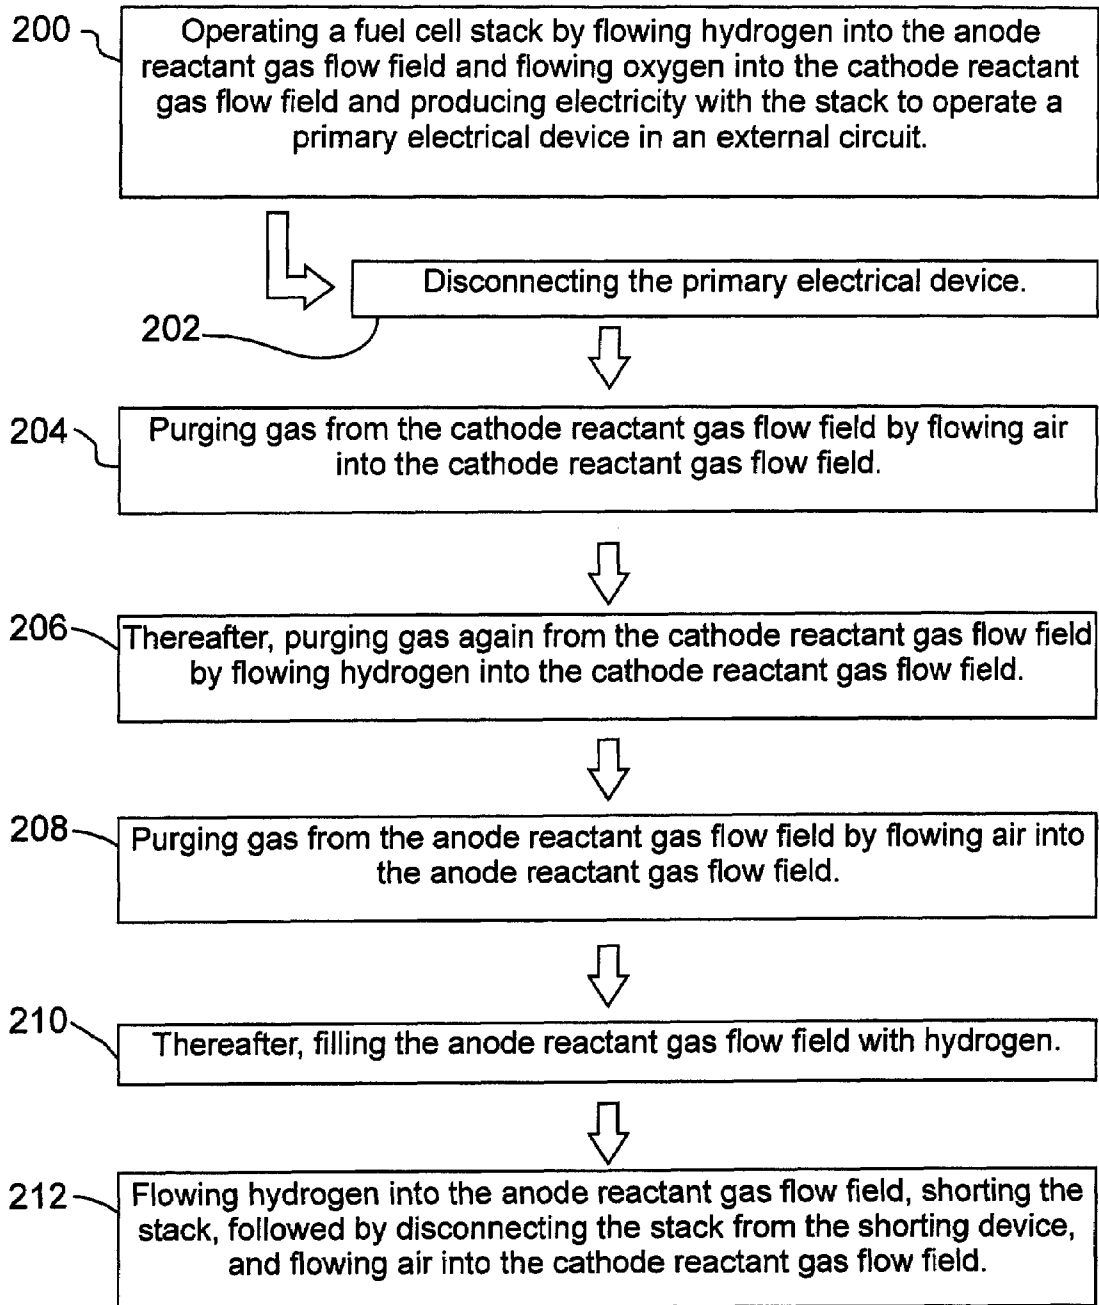 200
Operating a fuel cell stack by flowing hydrogen into the anode
reactant gas flow field and flowing oxygen into the cathode reactant
gas flow field and producing electricity with the stack to operate a
primary electrical device in an external circuit.
Disconnecting the primary electrical device.
202
204
Purging gas from the cathode reactant gas flow field by flowing air
into the cathode reactant gas flow field.
206
Thereafter, purging gas again from the cathode reactant gas flow field
by flowing hydrogen into the cathode reactant gas flow field.
208
Purging gas from the anode reactant gas flow field by flowing air into
the anode reactant gas flow field.
210
Thereafter, filling the anode reactant gas flow field with hydrogen.
212
Flowing hydrogen into the anode reactant gas flow field, shorting the
stack, followed by disconnecting the stack from the shorting device,
and flowing air into the cathode reactant gas flow field.